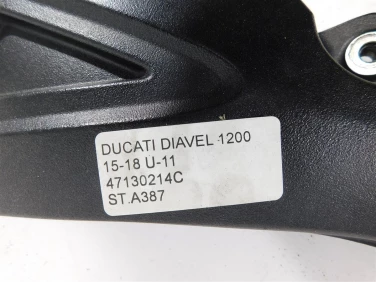 DUCATI DIAVEL 1200
15-18 U-11
47130214C
ST.A387